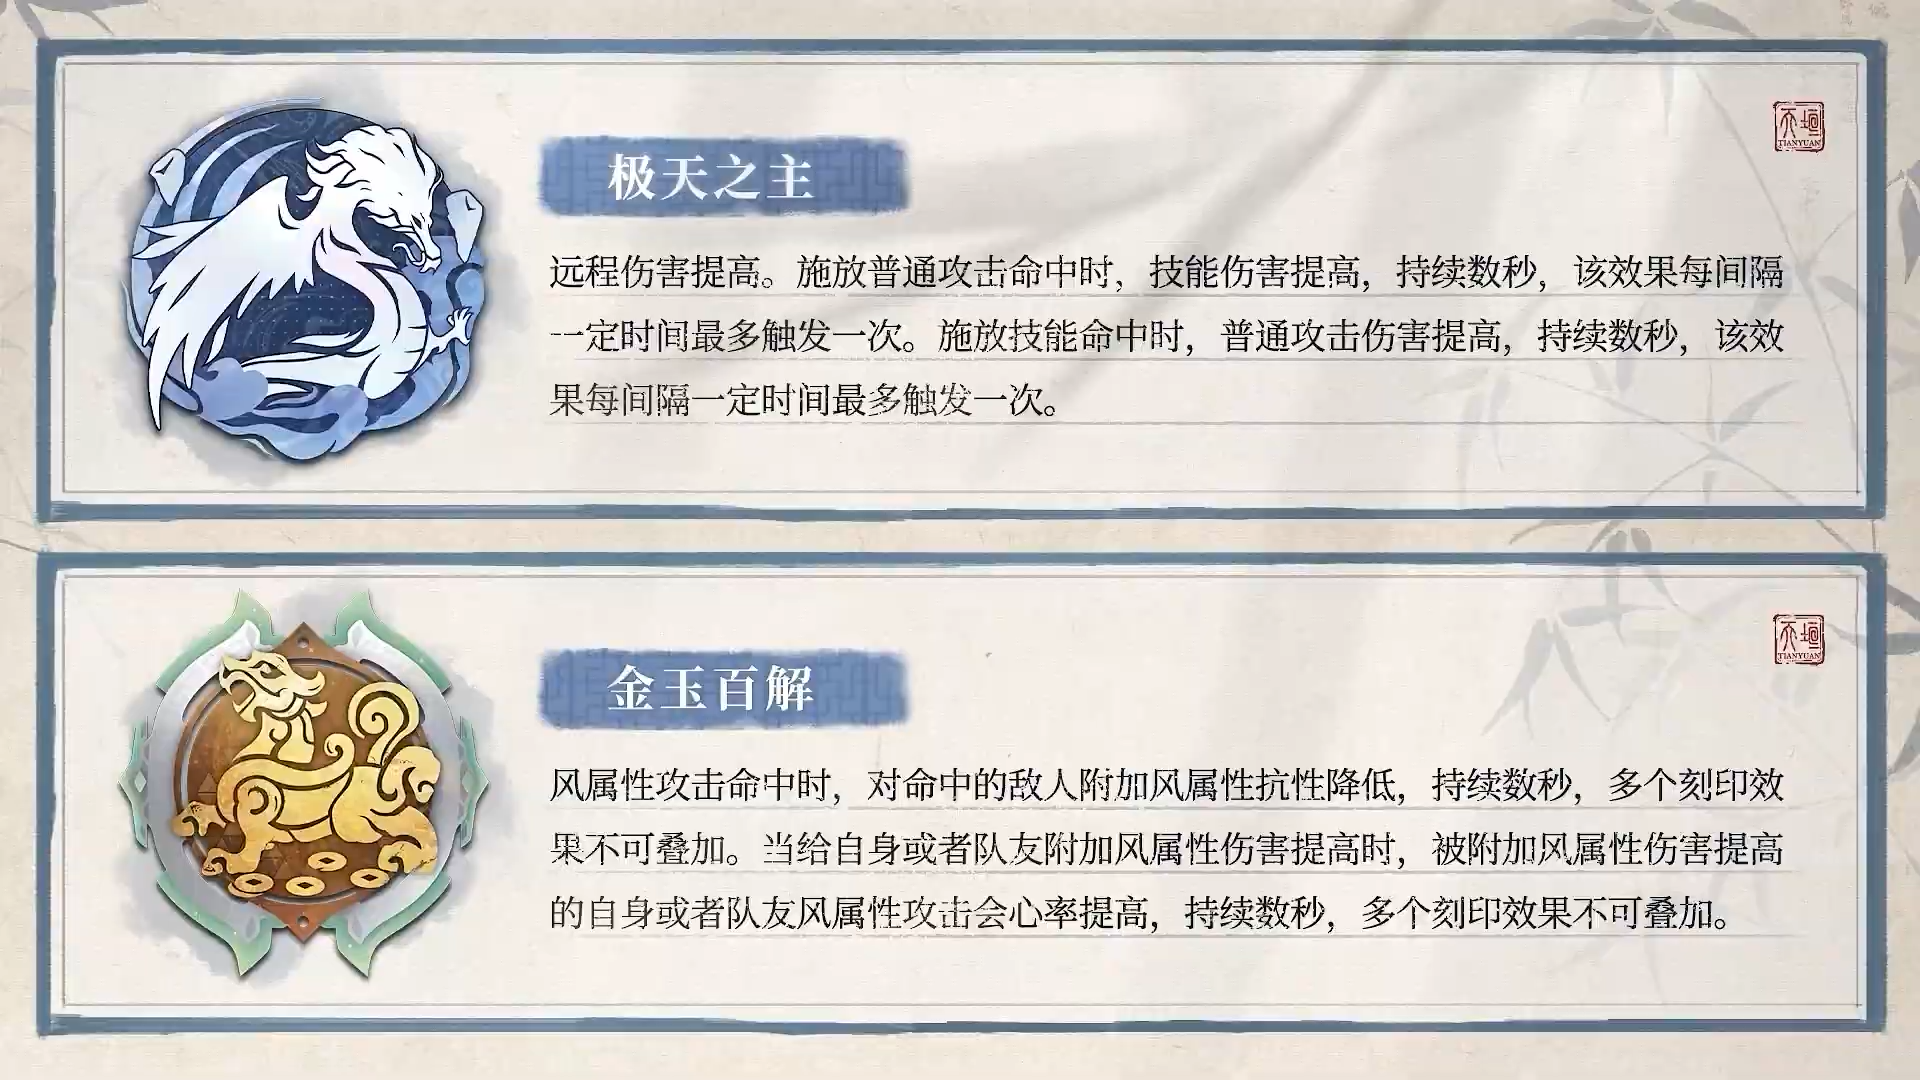 天垣
TIANYUAN
极天之主
远程伤害提高。施放普通攻击命中时，技能伤害提高，持续数秒，该效果每间隔
一定时间最多触发一次。施放技能命中时，普通攻击伤害提高，持续数秒，该效
果每间隔一定时间最多触发一次。
天垣
TIANYUAN
金玉百解
风属性攻击命中时，对命中的敌人附加风属性抗性降低，持续数秒，多个刻印效
果不可叠加。当给自身或者队友附加风属性伤害提高时，被附加风属性伤害提高
的自身或者队友风属性攻击会心率提高，持续数秒，多个刻印效果不可叠加。